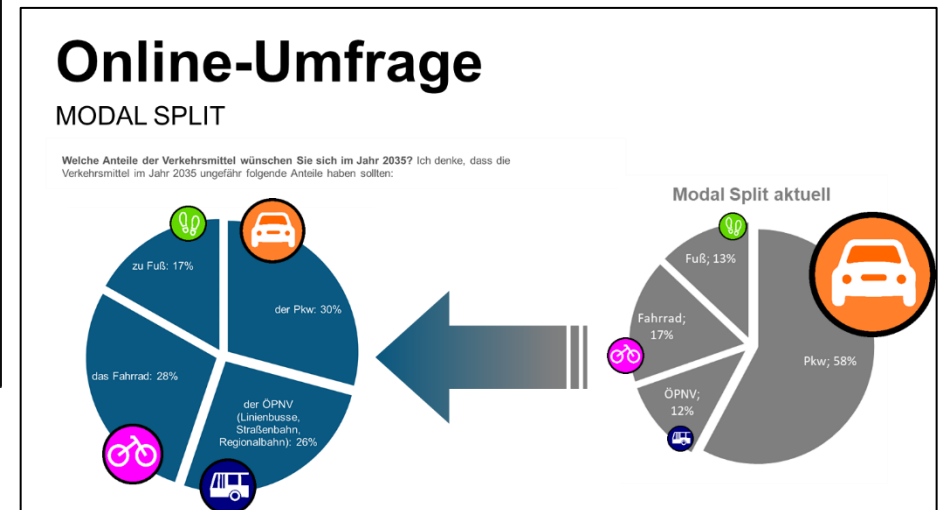 Online-Umfrage
MODAL SPLIT
Welche Anteile der Verkehrsmittel wünschen Sie sich im Jahr 2035? Ich denke, dass die
Verkehrsmittel im Jahr 2035 ungefähr folgende Anteile haben sollten:
zu Fuß: 17%
der Pkw: 30%
das Fahrrad: 28%
der ÖPNV
(Linienbusse,
Straßenbahn,
Regionalbahn): 26%
Modal Split aktuell
Fuß; 13%
Fahrrad;
17%
Pkw; 58%
ÖPNV;
12%